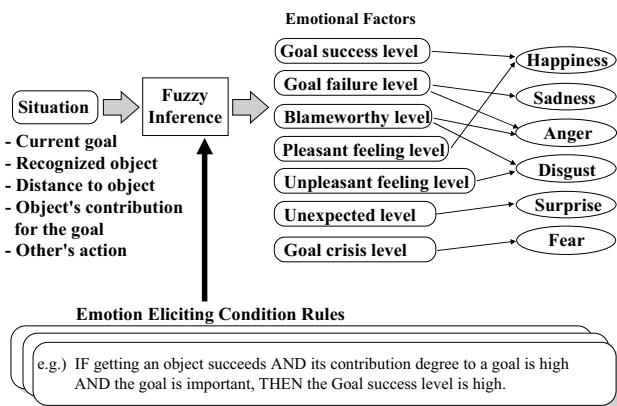 Emotional Factors
Goal success level
Goal failure level
Blameworthy level
Pleasant feeling level
Unpleasant feeling level
Unexpected level
Goal crisis level
Happiness
Sadness
Anger
Disgust
Surprise
Fear
Situation
Fuzzy
Inference
- Current goal
- Recognized object
- Distance to object
- Object's contribution
for the goal
- Other's action
Emotion Eliciting Condition Rules
e.g.) IF getting an object succeeds AND its contribution degree to a goal is high
AND the goal is important, THEN the Goal success level is high.